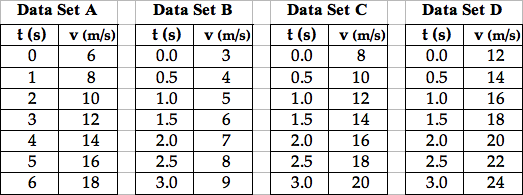 Data Set A Data Set B Data Set C Data Set D
t (s) v (m/s) t (s) v (m/s) t (s) v (m/s) t (s) v (m/s)
0 6 0.0 3 0.0 8 0.0 12
1 8 0.5 4 0.5 10 0.5 14
2 10 1.0 5 1.0 12 1.0 16
3 12 1.5 6 1.5 14 1.5 18
4 14 2.0 7 2.0 16 2.0 20
5 16 2.5 8 2.5 18 2.5 22
6 18 3.0 9 3.0 20 3.0 24